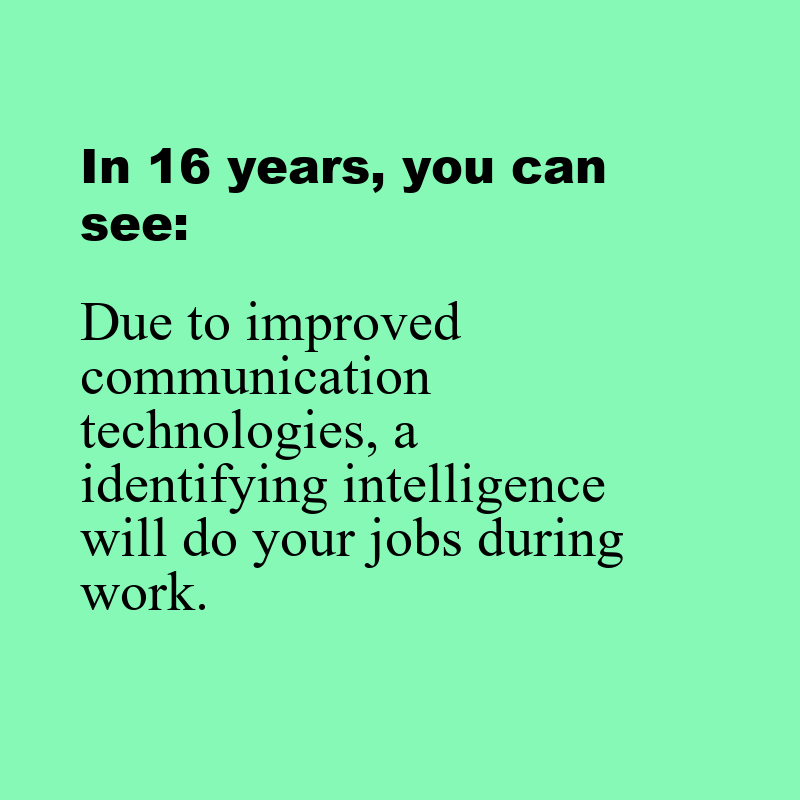 In 16 years, you can
see:
Due to improved
communication
technologies, a
identifying intelligence
will do your jobs during
work.